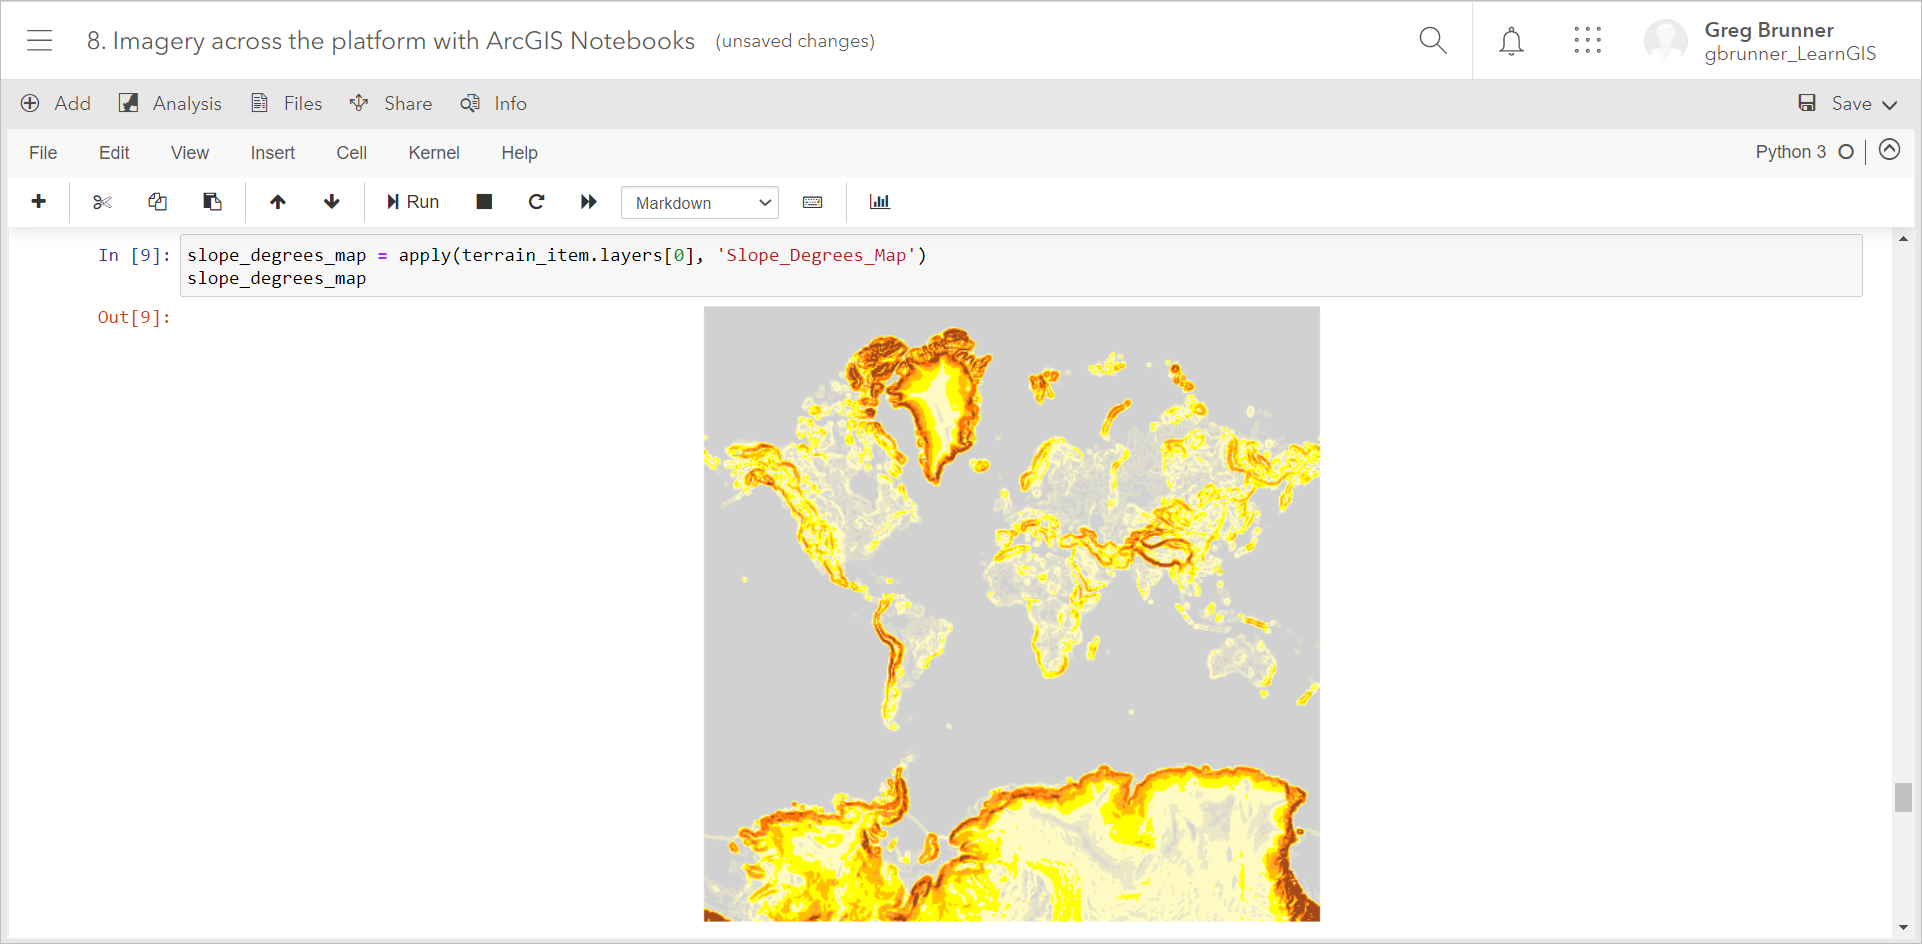 8. Imagery across the platform with ArcGIS Notebooks (unsaved changes)
Greg Brunner
gbrunner_LearnGIS
Add Analysis Files Share Info Save
File Edit View Insert Cell Kernel Help Python 3
Run Markdown
In [9]: slope_degrees_map = apply(terrain_item.layers[0], 'Slope_Degrees_Map')
slope_degrees_map
Out[9]: